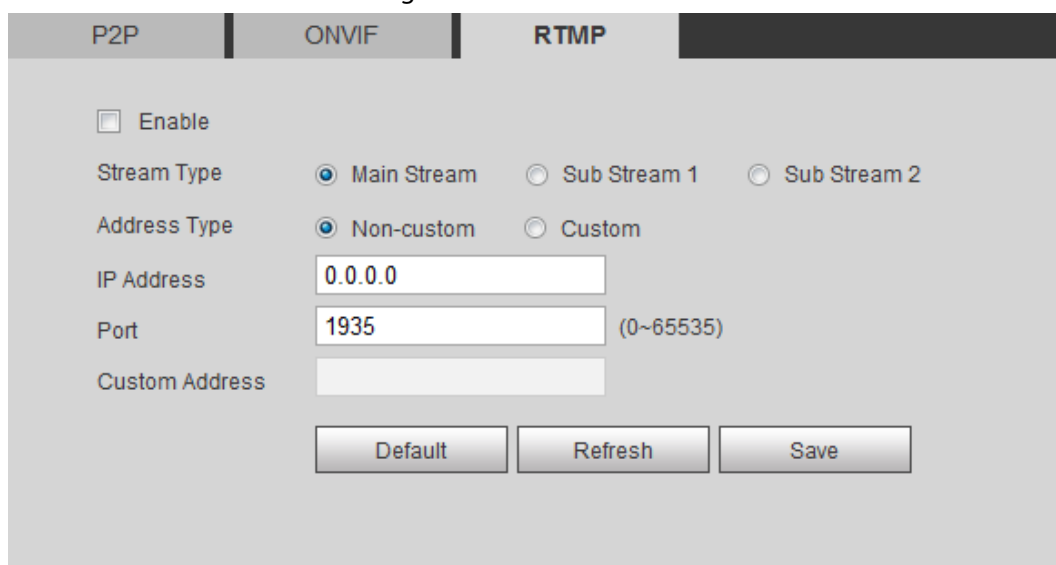 P2P ONVIF RTMP
Enable
Stream Type Main Stream Sub Stream 1 Sub Stream 2
Address Type Non-custom Custom
IP Address 0.0.0.0
Port 1935 (0~65535)
Custom Address
Default Refresh Save